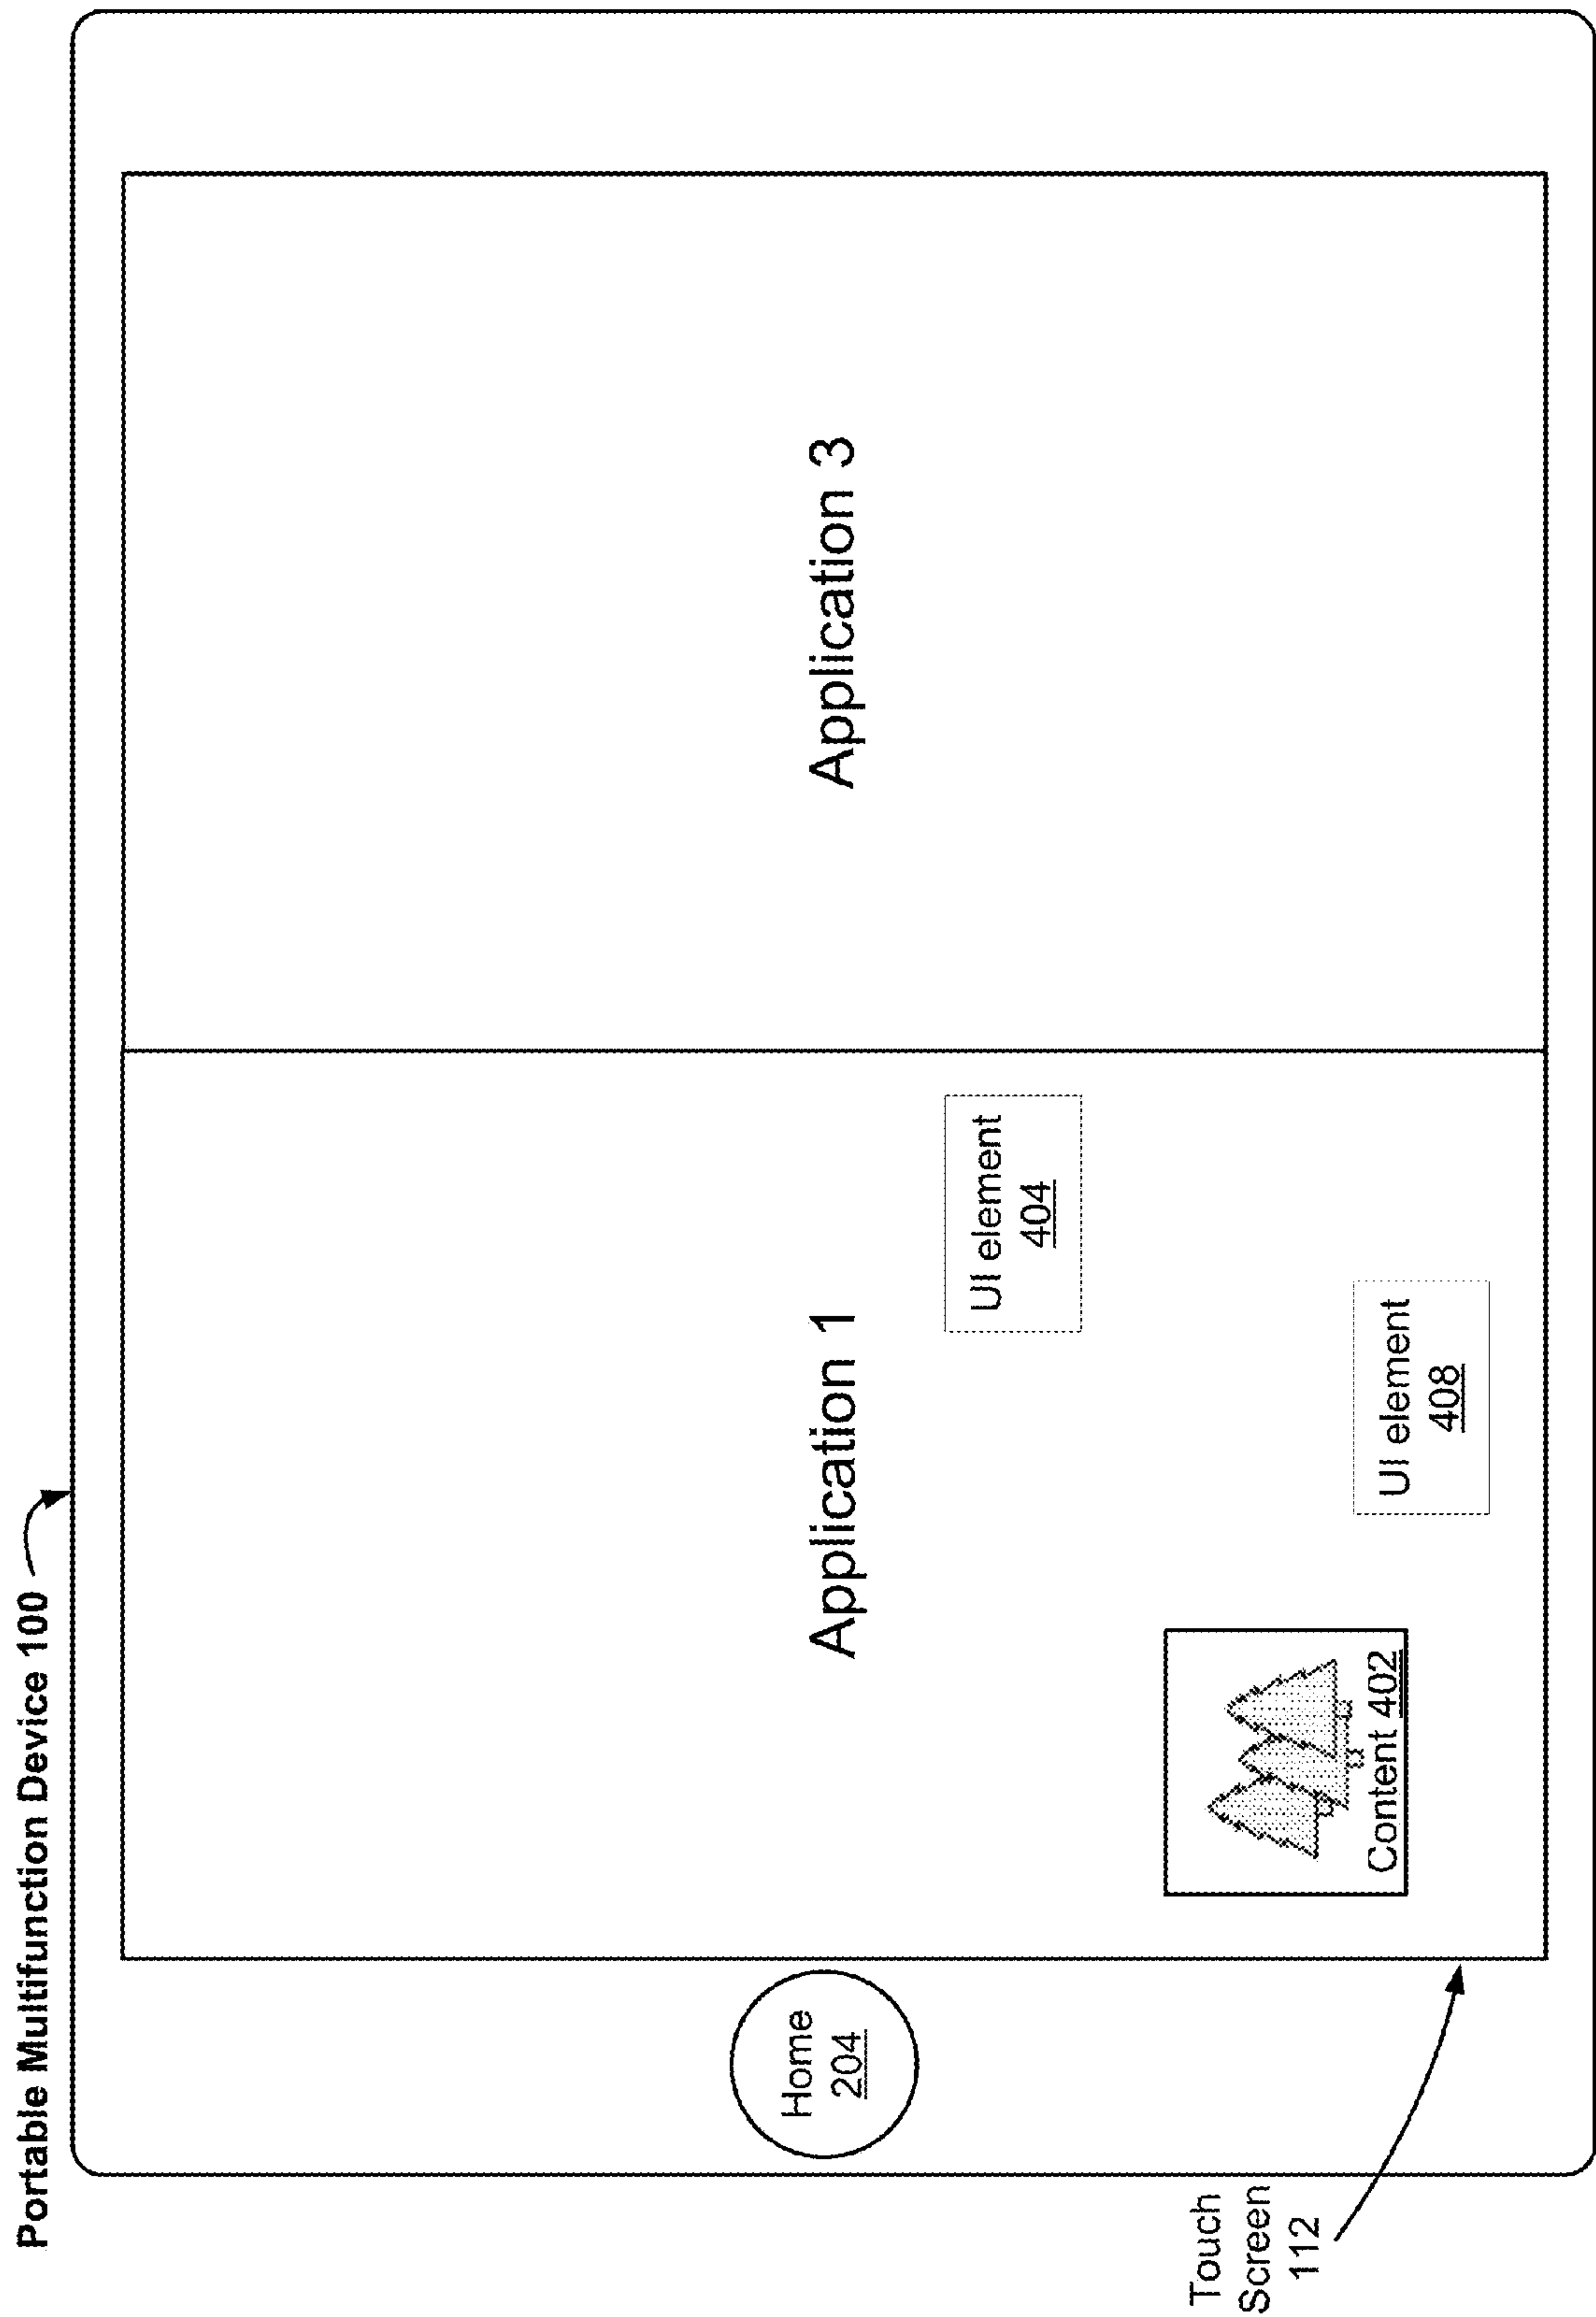 Portable Multifunction Device 100
Home
204
Application 1
Application 3
UI element
404
Content 402
UI element
408
Touch
Screen
112